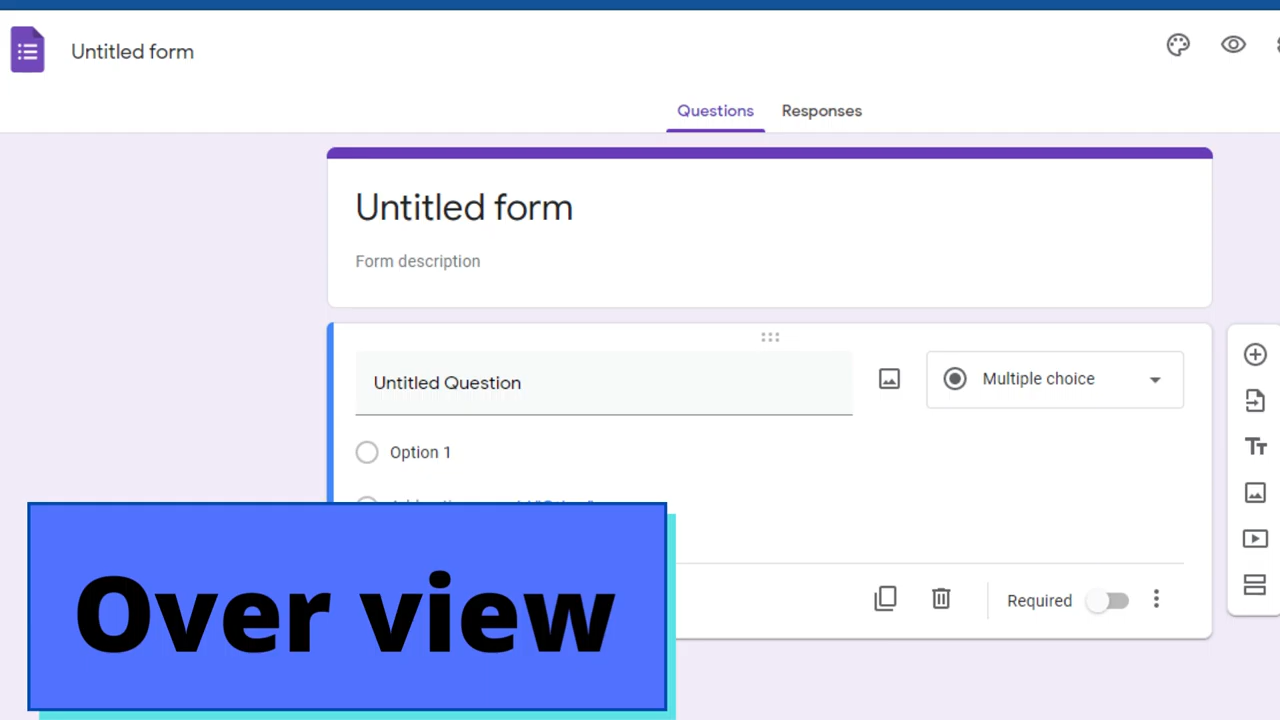 Untitled form
Questions Responses
Untitled form
Form description
Untitled Question
Multiple choice
Option 1
Required
Over view